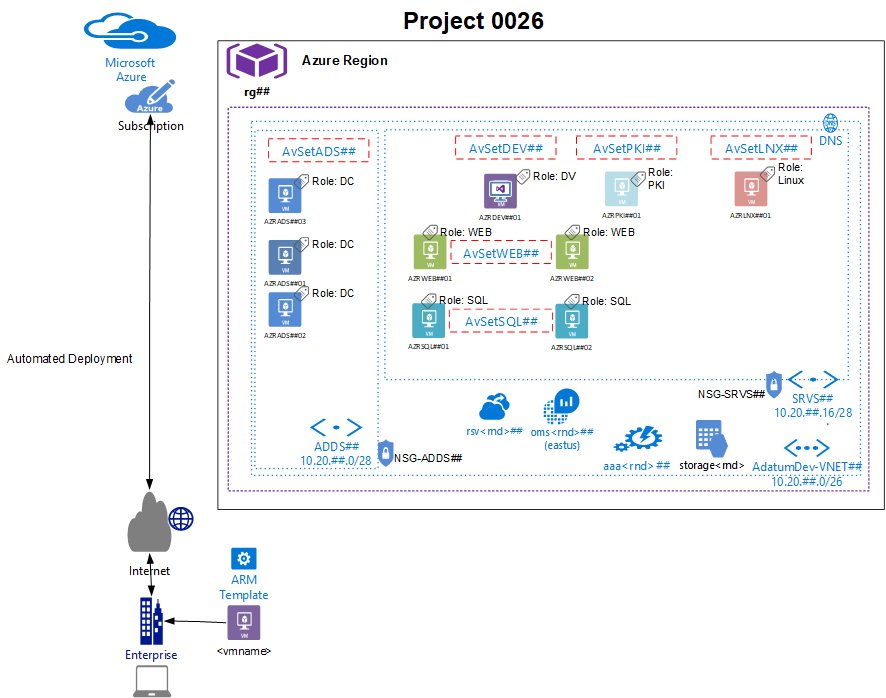 Project 0026
Microsoft
Azure
Azure
Subscription
Azure Region
rg##
DNS
DNS
AvSetADS##
Role: DC
VM
AZRADS##03
Role: DC
VM
AZRADS##01
Role: DC
VM
AZRADS##02
ADDS##
10.20.##.0/28
NSG-ADDS##
AvSetDEV##
Role: DV
VM
AZRDEV##01
AvSetPKI##
Role:
PKI
VM
AZRPKI##01
AvSetLNX##
Role:
Linux
VM
AZRLNX##01
Role: WEB
VM
AZRWEB##01
AvSetWEB##
Role: WEB
VM
AZRWEB##02
Role: SQL
VM
AZRSQL##01
AvSetSQL##
Role: SQL
VM
AZRSQL##02
NSG-SRVS##
SRVS##
10.20.##.16/28
rsv<rnd>##
oms<rnd>##
(eastus)
aaa<rnd>##
storage<rnd>
AdatumDev-VNET##
10.20.##.0/26
Automated Deployment
Internet
ARM
Template
VM
<vmname>
Enterprise